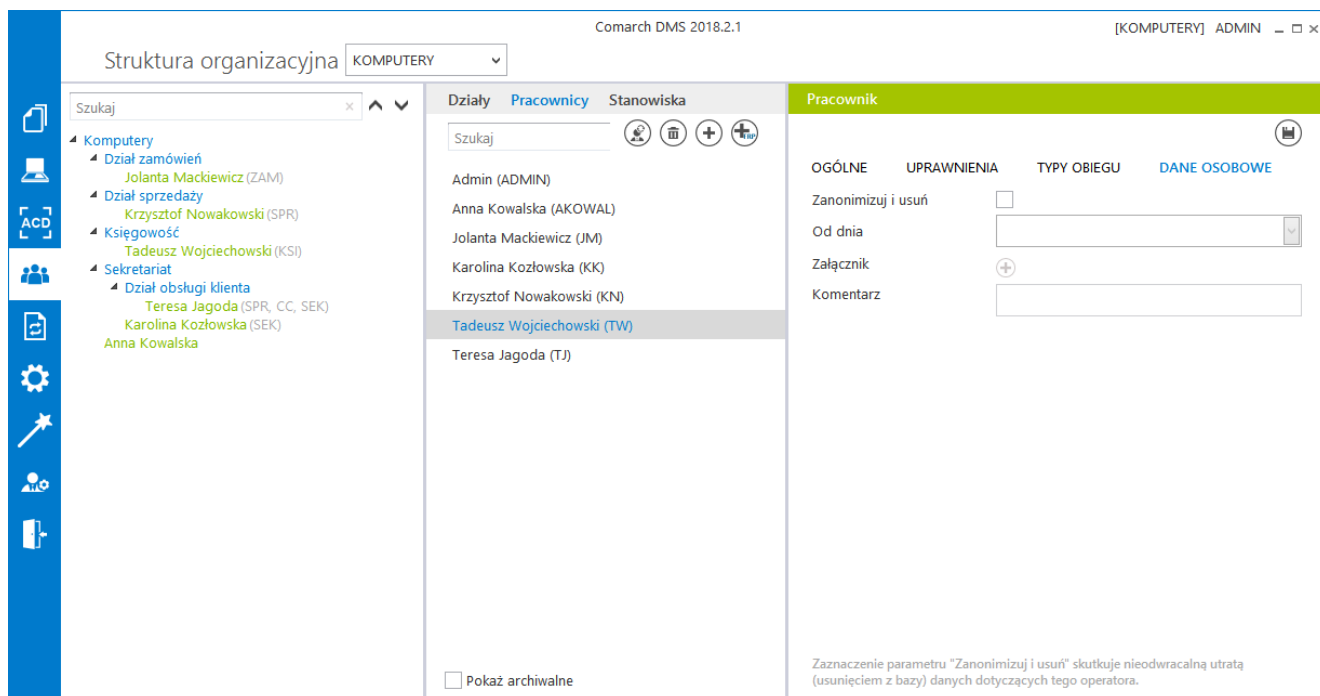 Comarch DMS 2018.2.1
[KOMPUTERY] ADMIN
Struktura organizacyjna KOMPUTERY
ACD
Szukaj
Komputery
Dział zamówień
Jolanta Mackiewicz (ZAM)
Dział sprzedaży
Krzysztof Nowakowski (SPR)
Księgowość
Tadeusz Wojciechowski (KSI)
Sekretariat
Dział obsługi klienta
Teresa Jagoda (SPR, CC, SEK)
Karolina Kozłowska (SEK)
Anna Kowalska
Działy Pracownicy Stanowiska
Szukaj
ERP
Admin (ADMIN)
Anna Kowalska (AKOWAL)
Jolanta Mackiewicz (JM)
Karolina Kozłowska (KK)
Krzysztof Nowakowski (KN)
Tadeusz Wojciechowski (TW)
Teresa Jagoda (TJ)
Pokaż archiwalne
Pracownik
OGÓLNE UPRAWNIENIA TYPY OBIEGU DANE OSOBOWE
Zanonimizuj i usuń
Od dnia
Załącznik
Komentarz
Zaznaczenie parametru "Zanonimizuj i usuń" skutkuje nieodwracalną utratą
(usunięciem z bazy) danych dotyczących tego operatora.